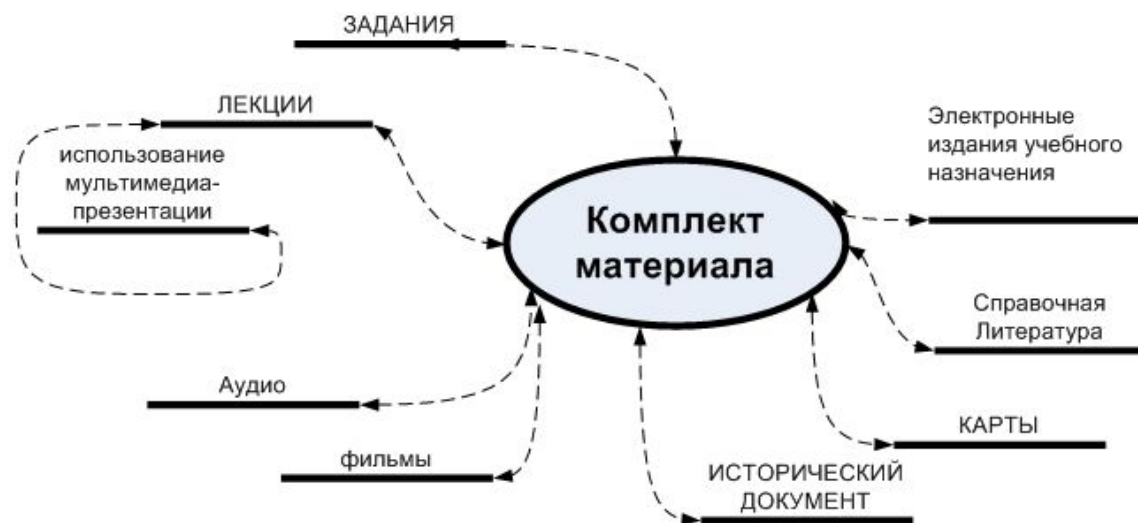 ЗАДАНИЯ
ЛЕКЦИИ
использование
мультимедиа-
презентации
Электронные
издания учебного
назначения
Комплект
материала
Справочная
Литература
Аудио
КАРТЫ
фильмы
ИСТОРИЧЕСКИЙ
ДОКУМЕНТ